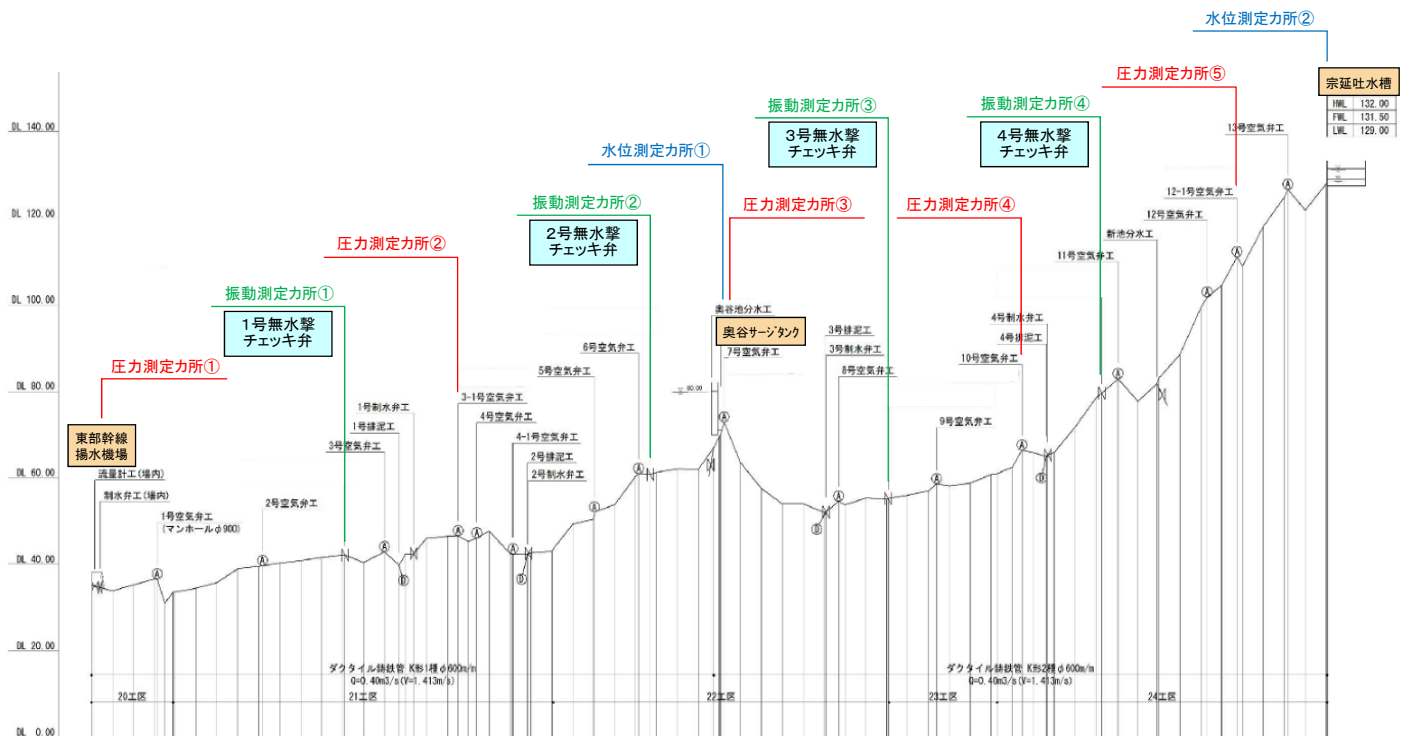 水位測定カ所②
圧力測定カ所⑤
宗延吐水槽
HWL 132.00
FWL 131.50
LWL 129.00
振動測定カ所③
振動測定カ所④
3号無水撃
チェッキ弁
4号無水撃
チェッキ弁
13号空気弁工
DL 140.00
水位測定カ所①
12-1号空気弁工
振動測定カ所②
圧力測定カ所③
圧力測定カ所④
12号空気弁工
DL 120.00
2号無水撃
チェッキ弁
新池分水工
圧力測定カ所②
11号空気弁工
振動測定カ所①
DL 100.00
奥谷池分水工
1号無水撃
チェッキ弁
奥谷サージタンク
3号排泥工
4号制水弁工
4号排泥工
6号空気弁工
7号空気弁工
3号制水弁工
10号空気弁工
圧力測定カ所①
5号空気弁工
8号空気弁工
DL 80.00
80.00
3-1号空気弁工
1号制水弁工
4号空気弁工
9号空気弁工
東部幹線
揚水機場
1号排泥工
4-1号空気弁工
3号空気弁工
2号排泥工
DL 60.00
流量計工(場内)
2号制水弁工
制水弁工(場内)
2号空気弁工
1号空気弁工
(マンホールφ900)
DL 40.00
DL 20.00
ダクタイル鋳鉄管 K形1種φ600m/m
Q=0.40m3/s(V=1.413m/s)
ダクタイル鋳鉄管 K形2種φ600m/m
Q=0.40m3/s(V=1.413m/s)
20工区
21工区
22工区
23工区
24工区
DL 0.00